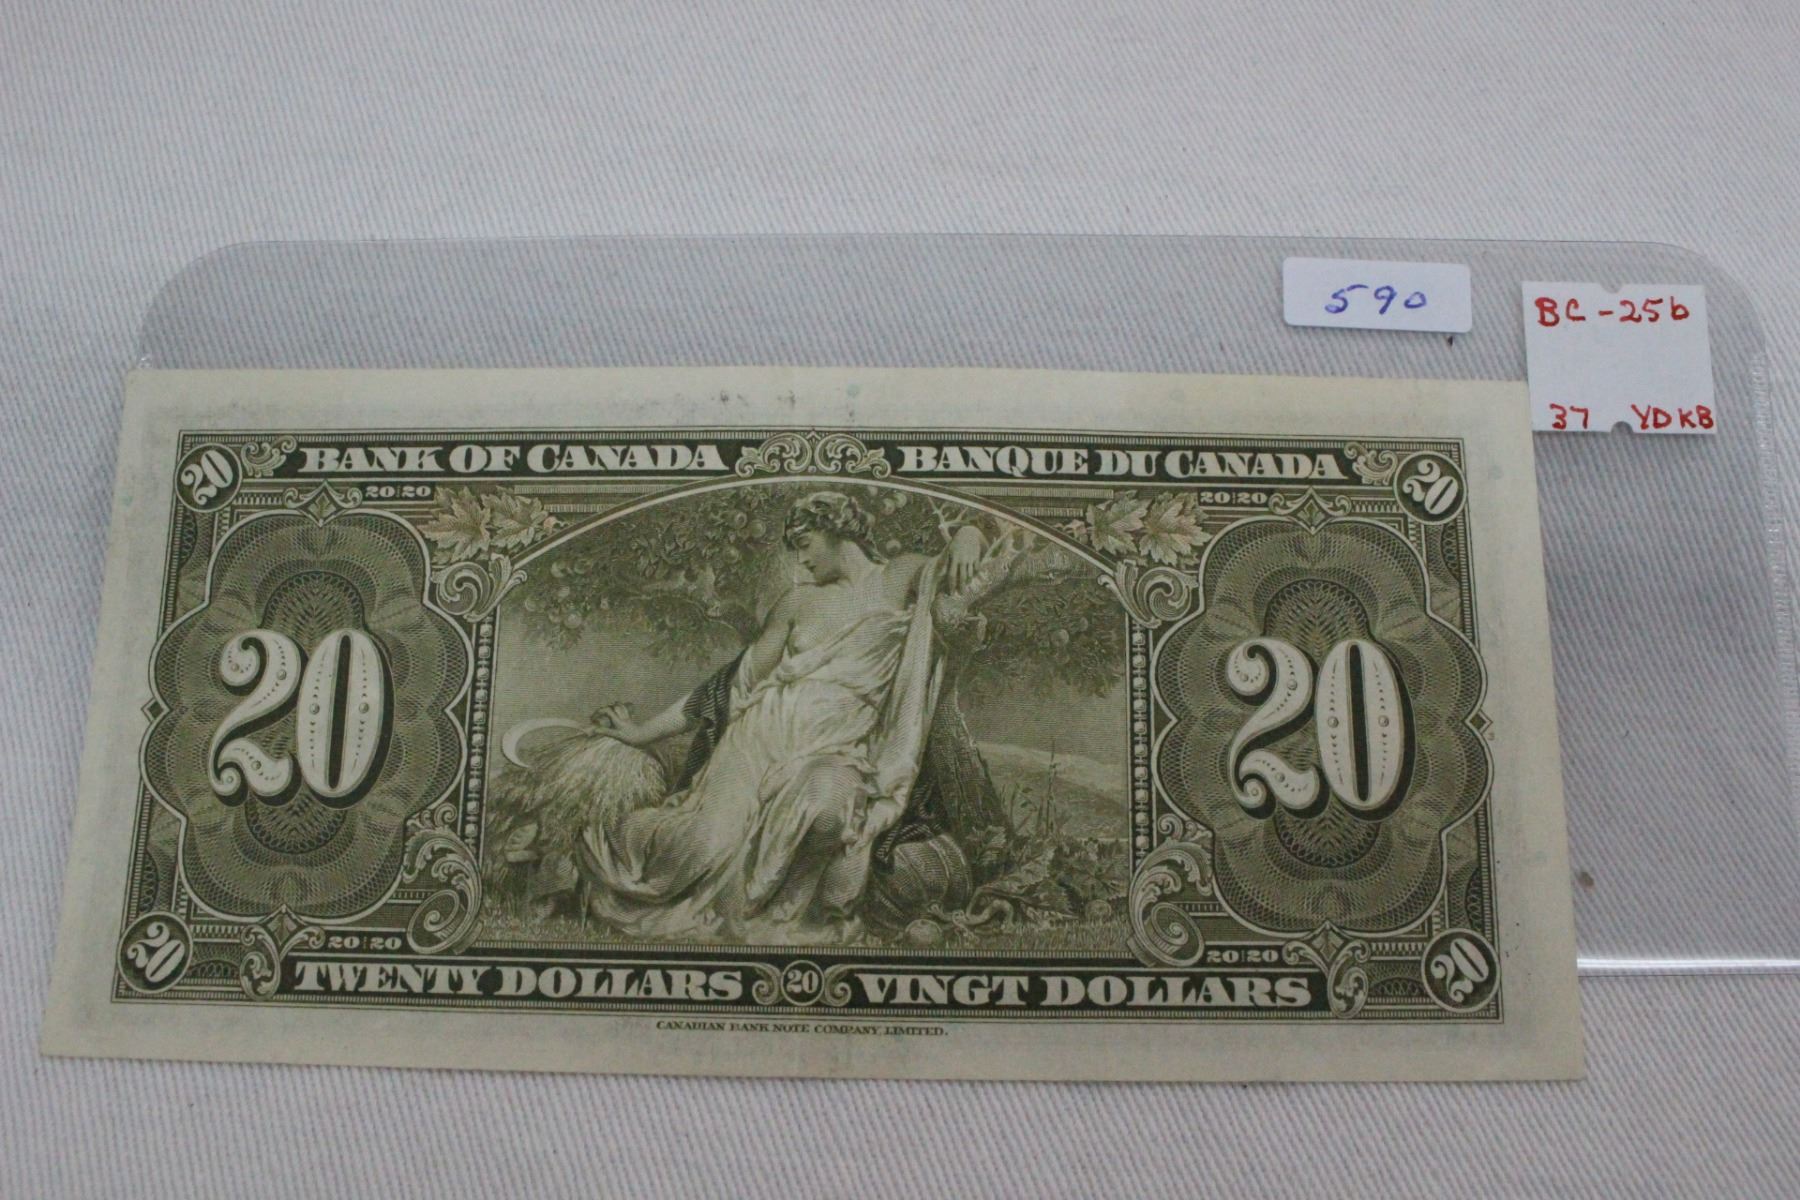 590
BC-25b
37 YDKB
20 BANK OF CANADA BANQUE DU CANADA 20
20 20 20 20
20 20
20 20 20 20
20 TWENTY DOLLARS 20 VINGT DOLLARS 20
CANADIAN BANK NOTE COMPANY, LIMITED.